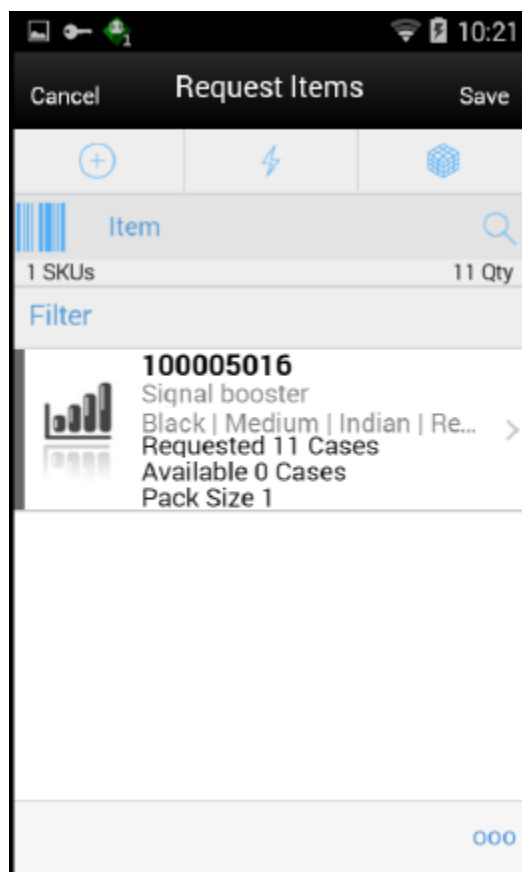 1
10:21
Cancel
Request Items
Save
Item
1 SKUs
11 Qty
Filter
100005016
Signal booster
Black | Medium | Indian | Re...
Requested 11 Cases
Available 0 Cases
Pack Size 1